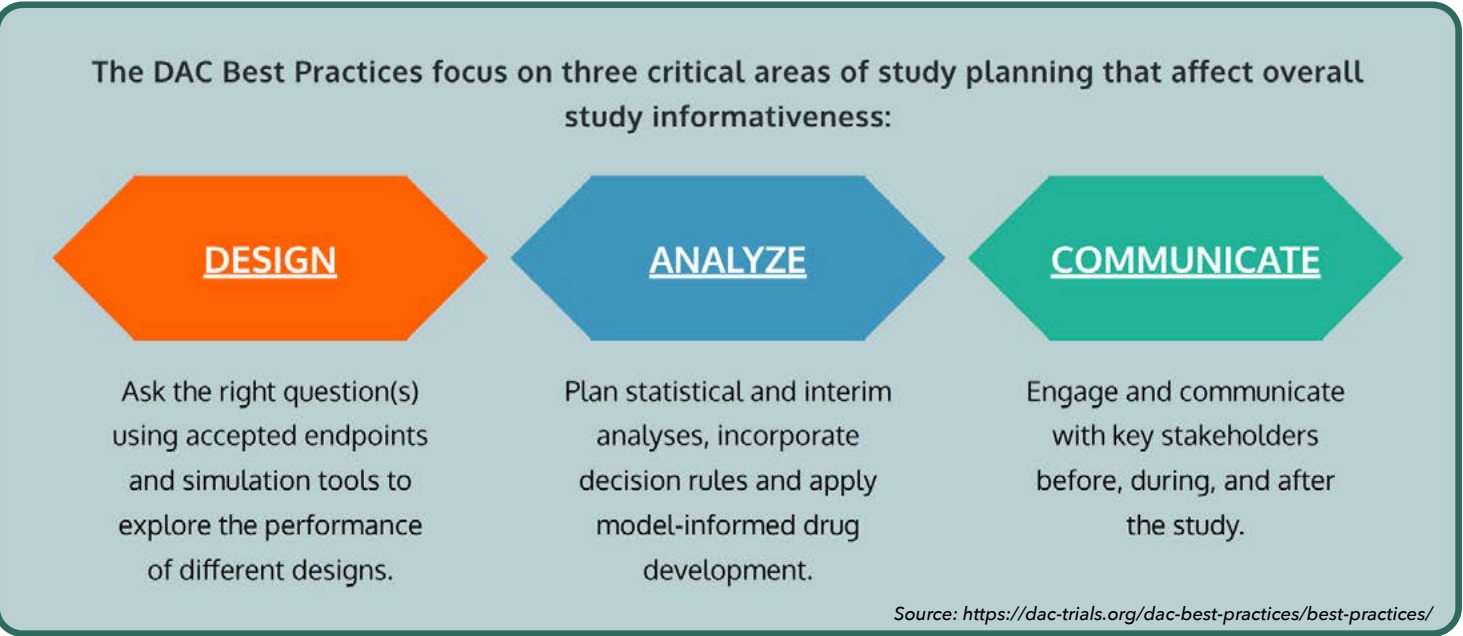 The DAC Best Practices focus on three critical areas of study planning that affect overall
study informativeness:
DESIGN
Ask the right question(s)
using accepted endpoints
and simulation tools to
explore the performance
of different designs.
ANALYZE
Plan statistical and interim
analyses, incorporate
decision rules and apply
model-informed drug
development.
COMMUNICATE
Engage and communicate
with key stakeholders
before, during, and after
the study.
Source: https://dac-trials.org/dac-best-practices/best-practices/